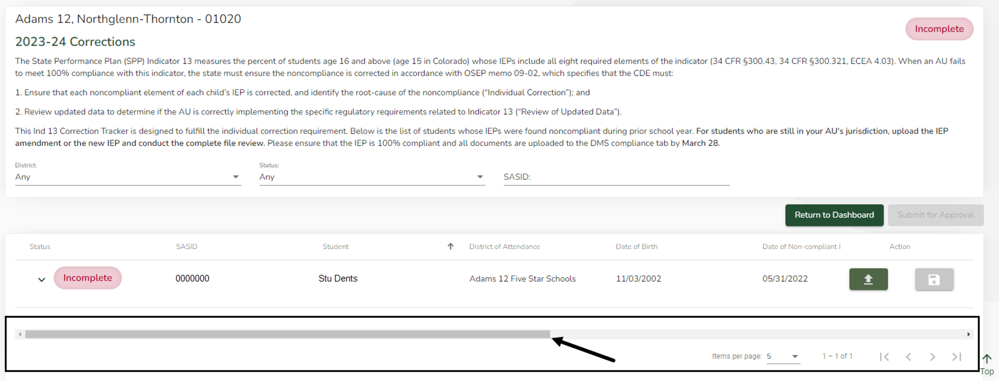 Adams 12, Northglenn-Thornton - 01020
Incomplete
2023-24 Corrections
The State Performance Plan (SPP) Indicator 13 measures the percent of students age 16 and above (age 15 in Colorado) whose IEPs include all eight required elements of the indicator (34 CFR §300.43, 34 CFR §300.321, ECEA 4.03). When an AU fails
to meet 100% compliance with this indicator, the state must ensure the noncompliance is corrected in accordance with OSEP memo 09-02, which specifies that the CDE must:
1. Ensure that each noncompliant element of each child’s IEP is corrected, and identify the root-cause of the noncompliance (“Individual Correction”); and
2. Review updated data to determine if the AU is correctly implementing the specific regulatory requirements related to Indicator 13 (“Review of Updated Data”).
This Ind 13 Correction Tracker is designed to fulfill the individual correction requirement. Below is the list of students whose IEPs were found noncompliant during prior school year. For students who are still in your AU's jurisdiction, upload the IEP
amendment or the new IEP and conduct the complete file review. Please ensure that the IEP is 100% compliant and all documents are uploaded to the DMS compliance tab by March 28.
District: Status:
Any Any SASID:
Return to Dashboard Submit for Approval
Status SASID Student District of Attendance Date of Birth Date of Non-compliant I Action
Incomplete 0000000 Stu Dents Adams 12 Five Star Schools 11/03/2002 05/31/2022
Items per page: 5 1 – 1 of 1
Top